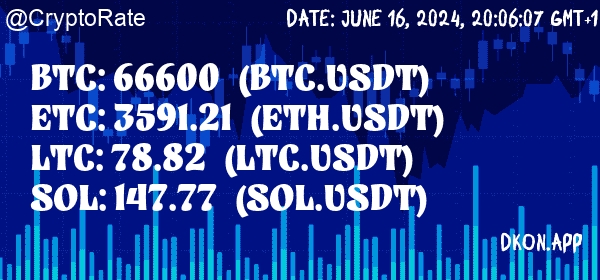 @CryptoRate
DATE: JUNE 16, 2024, 20:06:07 GMT+1
BTC: 66600 (BTC.USDT)
ETC: 3591.21 (ETH.USDT)
LTC: 78.82 (LTC.USDT)
SOL: 147.77 (SOL.USDT)
DKON.APP